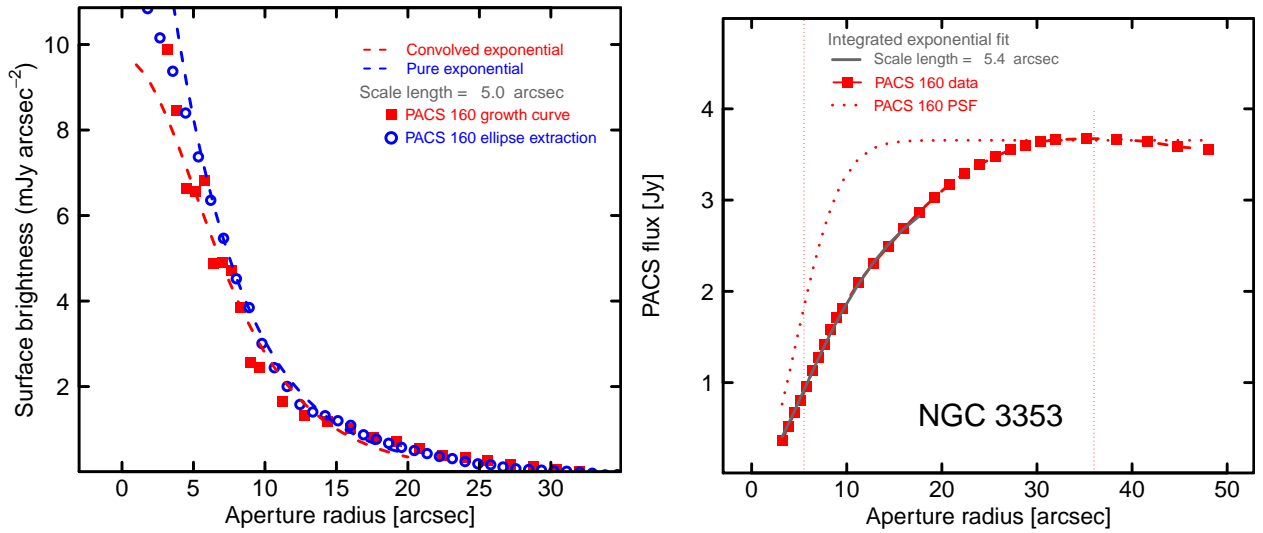 Surface brightness (mJy arcsec−2)
10
8
6
4
2
Convolved exponential
Pure exponential
Scale length = 5.0 arcsec
PACS 160 growth curve
PACS 160 ellipse extraction
0 5 10 15 20 25 30
Aperture radius [arcsec]
PACS flux [Jy]
4
3
2
1
Integrated exponential fit
Scale length = 5.4 arcsec
PACS 160 data
PACS 160 PSF
NGC 3353
0 10 20 30 40 50
Aperture radius [arcsec]